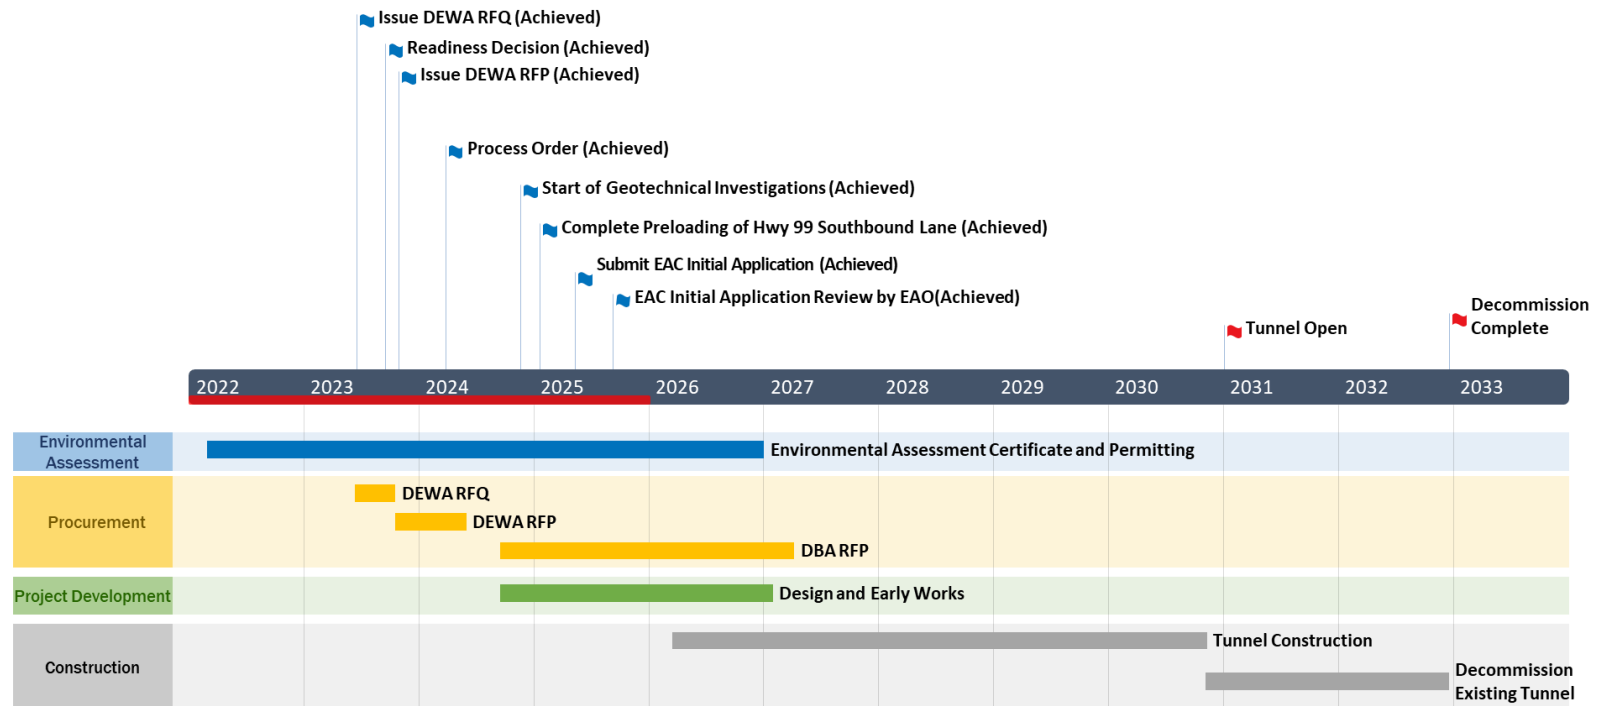 Issue DEWA RFQ (Achieved)
Readiness Decision (Achieved)
Issue DEWA RFP (Achieved)
Process Order (Achieved)
Start of Geotechnical Investigations (Achieved)
Complete Preloading of Hwy 99 Southbound Lane (Achieved)
Submit EAC Initial Application (Achieved)
EAC Initial Application Review by EAO(Achieved)
Tunnel Open
Decommission
Complete
2022 2023 2024 2025 2026 2027 2028 2029 2030 2031 2032 2033
Environmental
Assessment
Environmental Assessment Certificate and Permitting
Procurement
DEWA RFQ
DEWA RFP
DBA RFP
Project Development
Design and Early Works
Construction
Tunnel Construction
Decommission
Existing Tunnel